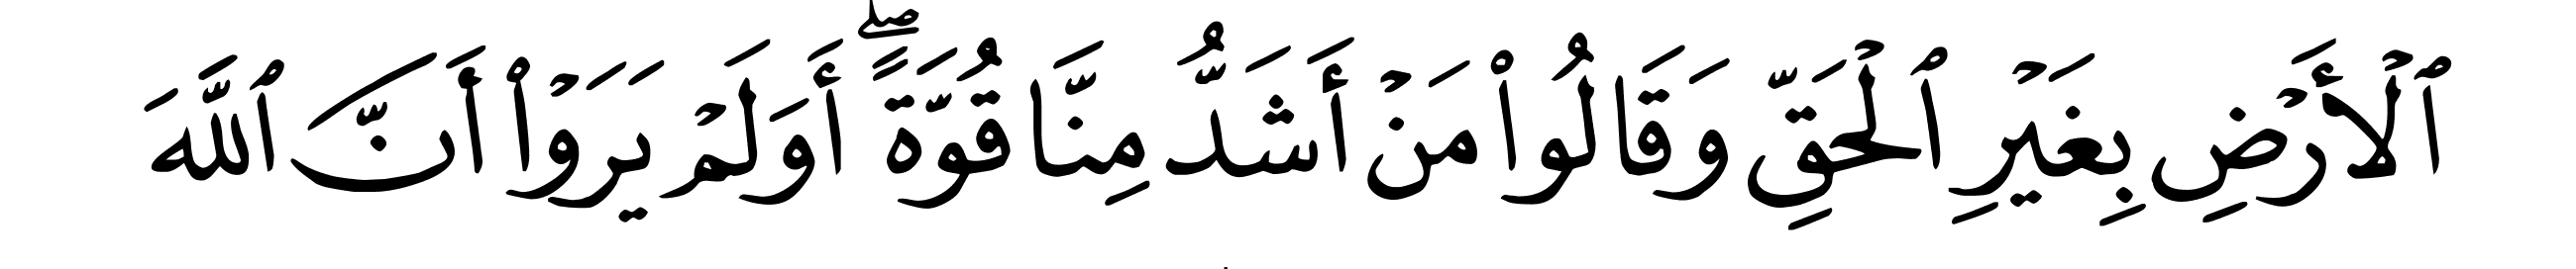 ٱلۡأَرۡضِ بِغَيۡرِ ٱلۡحَقِّ وَقَالُواْ مَنۡ أَشَدُّ مِنَّا قُوَّةًۖ أَوَلَمۡ يَرَوۡاْ أَنَّ ٱللَّهَ